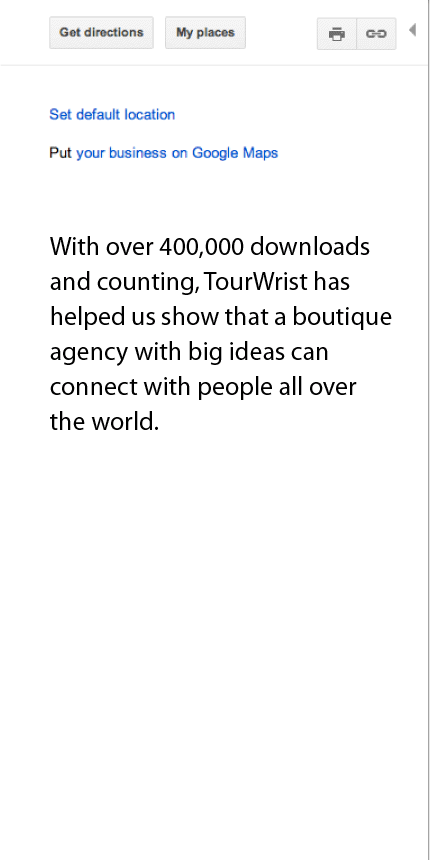 Get directions My places
Set default location
Put your business on Google Maps
With over 400,000 downloads
and counting, TourWrist has
helped us show that a boutique
agency with big ideas can
connect with people all over
the world.